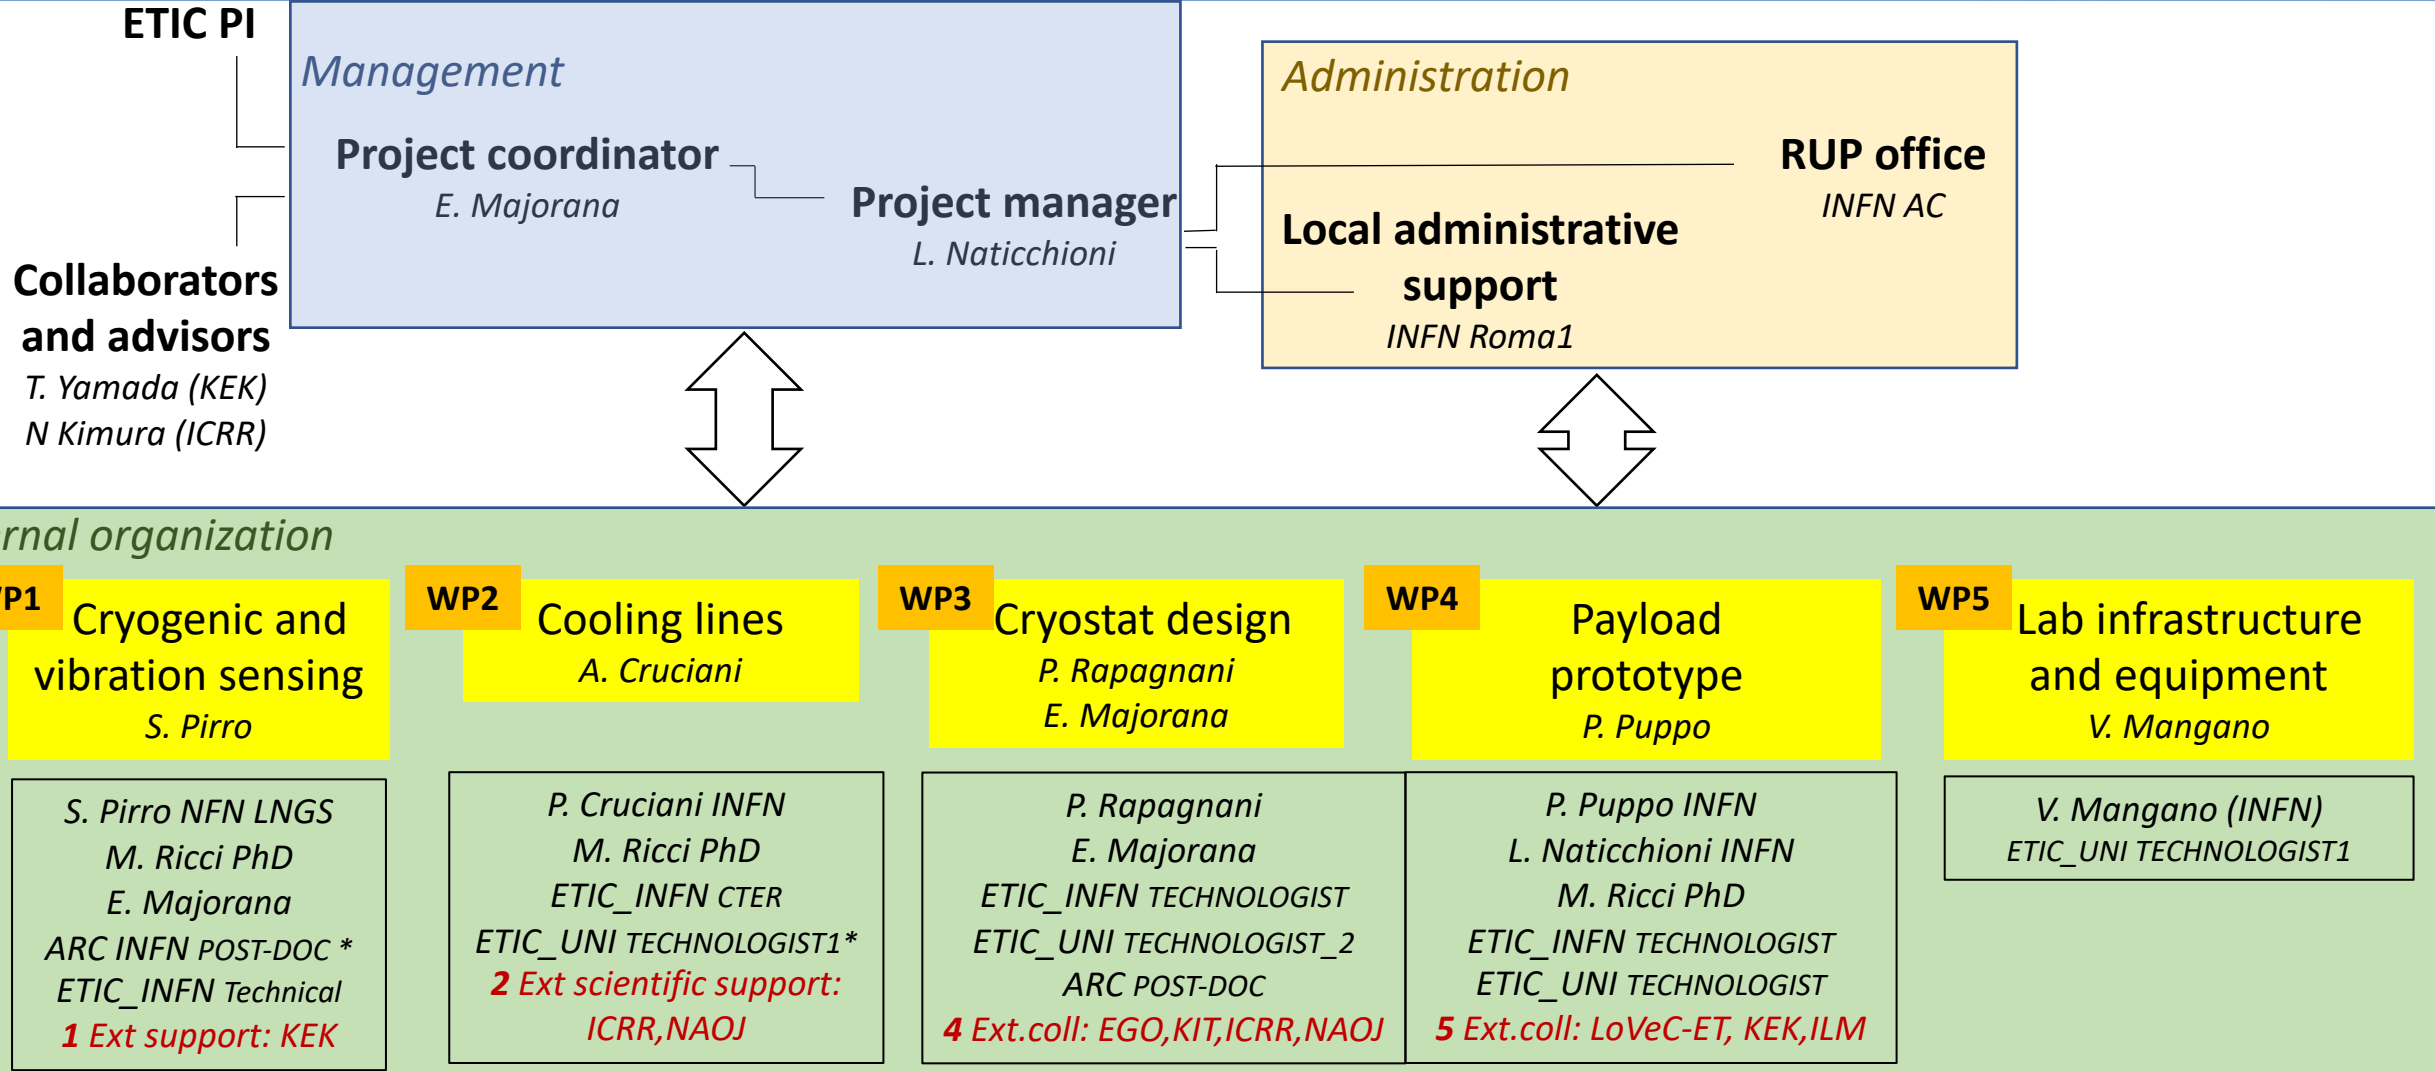 ETIC PI
Management
Project coordinator
E. Majorana
Project manager
L. Naticchioni
Administration
RUP office
INFN AC
Local administrative
support
INFN Roma1
Collaborators
and advisors
T. Yamada (KEK)
N Kimura (ICRR)
ernal organization
WP1
Cryogenic and
vibration sensing
S. Pirro
S. Pirro NFN LNGS
M. Ricci PhD
E. Majorana
ARC INFN POST-DOC *
ETIC_INFN Technical
1 Ext support: KEK
WP2
Cooling lines
A. Cruciani
P. Cruciani INFN
M. Ricci PhD
ETIC_INFN CTER
ETIC_UNI TECHNOLOGIST1*
2 Ext scientific support:
ICRR,NAOJ
WP3
Cryostat design
P. Rapagnani
E. Majorana
P. Rapagnani
E. Majorana
ETIC_INFN TECHNOLOGIST
ETIC_UNI TECHNOLOGIST_2
ARC POST-DOC
4 Ext.coll: EGO,KIT,ICRR,NAOJ
WP4
Payload
prototype
P. Puppo
P. Puppo INFN
L. Naticchioni INFN
M. Ricci PhD
ETIC_INFN TECHNOLOGIST
ETIC_UNI TECHNOLOGIST
5 Ext.coll: LoVeC-ET, KEK,ILM
WP5
Lab infrastructure
and equipment
V. Mangano
V. Mangano (INFN)
ETIC_UNI TECHNOLOGIST1